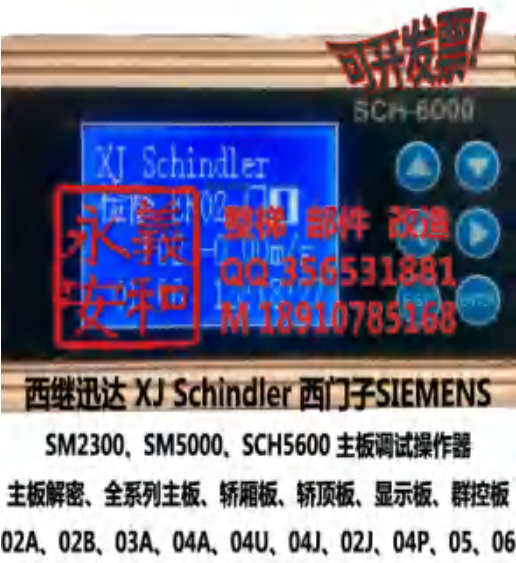 可开发票!
SCH-6000
XJ Schindler
永義
安和
整梯 部件 改造
QQ 356531881
M 18910785168
西继迅达 XJ Schindler 西门子SIEMENS
SM2300、SM5000、SCH5600 主板调试操作器
主板解密、全系列主板、轿厢板、轿顶板、显示板、群控板
02A、02B、03A、04A、04U、04J、02J、04P、05、06